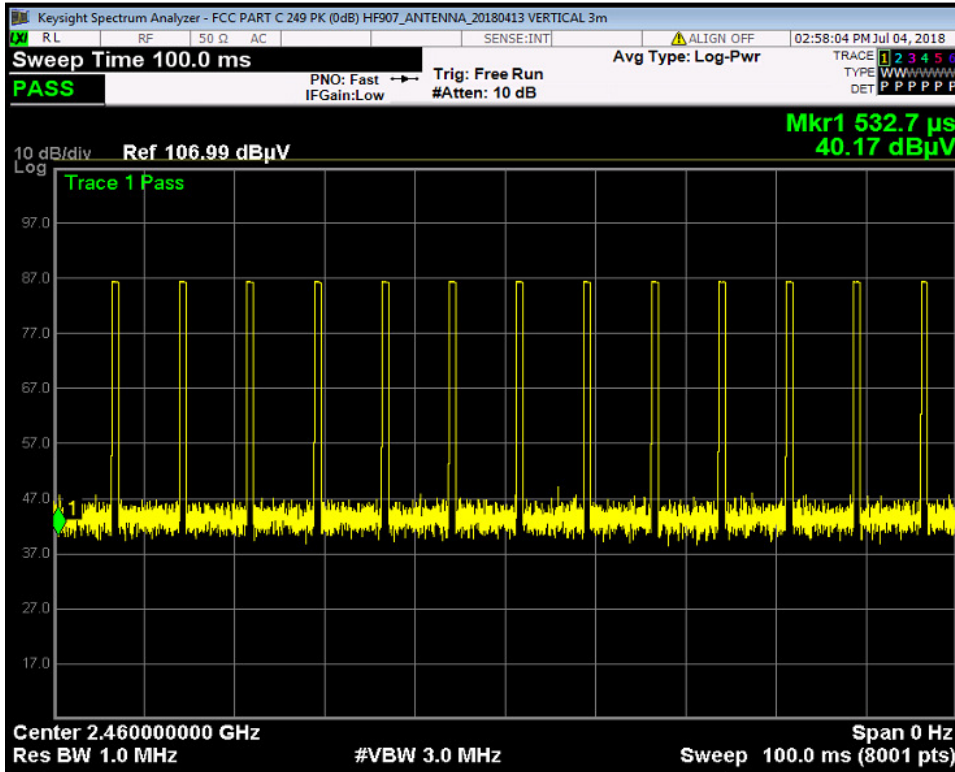 Keysight Spectrum Analyzer - FCC PART C 249 PK (0dB) HF907_ANTENNA_20180413 VERTICAL 3m
LXI RL RF 50 Ω AC SENSE:INT ALIGN OFF 02:58:04 PM Jul 04, 2018
Sweep Time 100.0 ms
PASS
PNO: Fast
IFGain:Low
Trig: Free Run
#Atten: 10 dB
Avg Type: Log-Pwr
TRACE 1 2 3 4 5 6
TYPE WWWWWW
DET P P P P P P
Mkr1 532.7 µs
40.17 dBµV
10 dB/div Ref 106.99 dBµV
Log
Trace 1 Pass
97.0
87.0
77.0
67.0
57.0
47.0
1
37.0
27.0
17.0
Center 2.460000000 GHz Span 0 Hz
Res BW 1.0 MHz #VBW 3.0 MHz Sweep 100.0 ms (8001 pts)